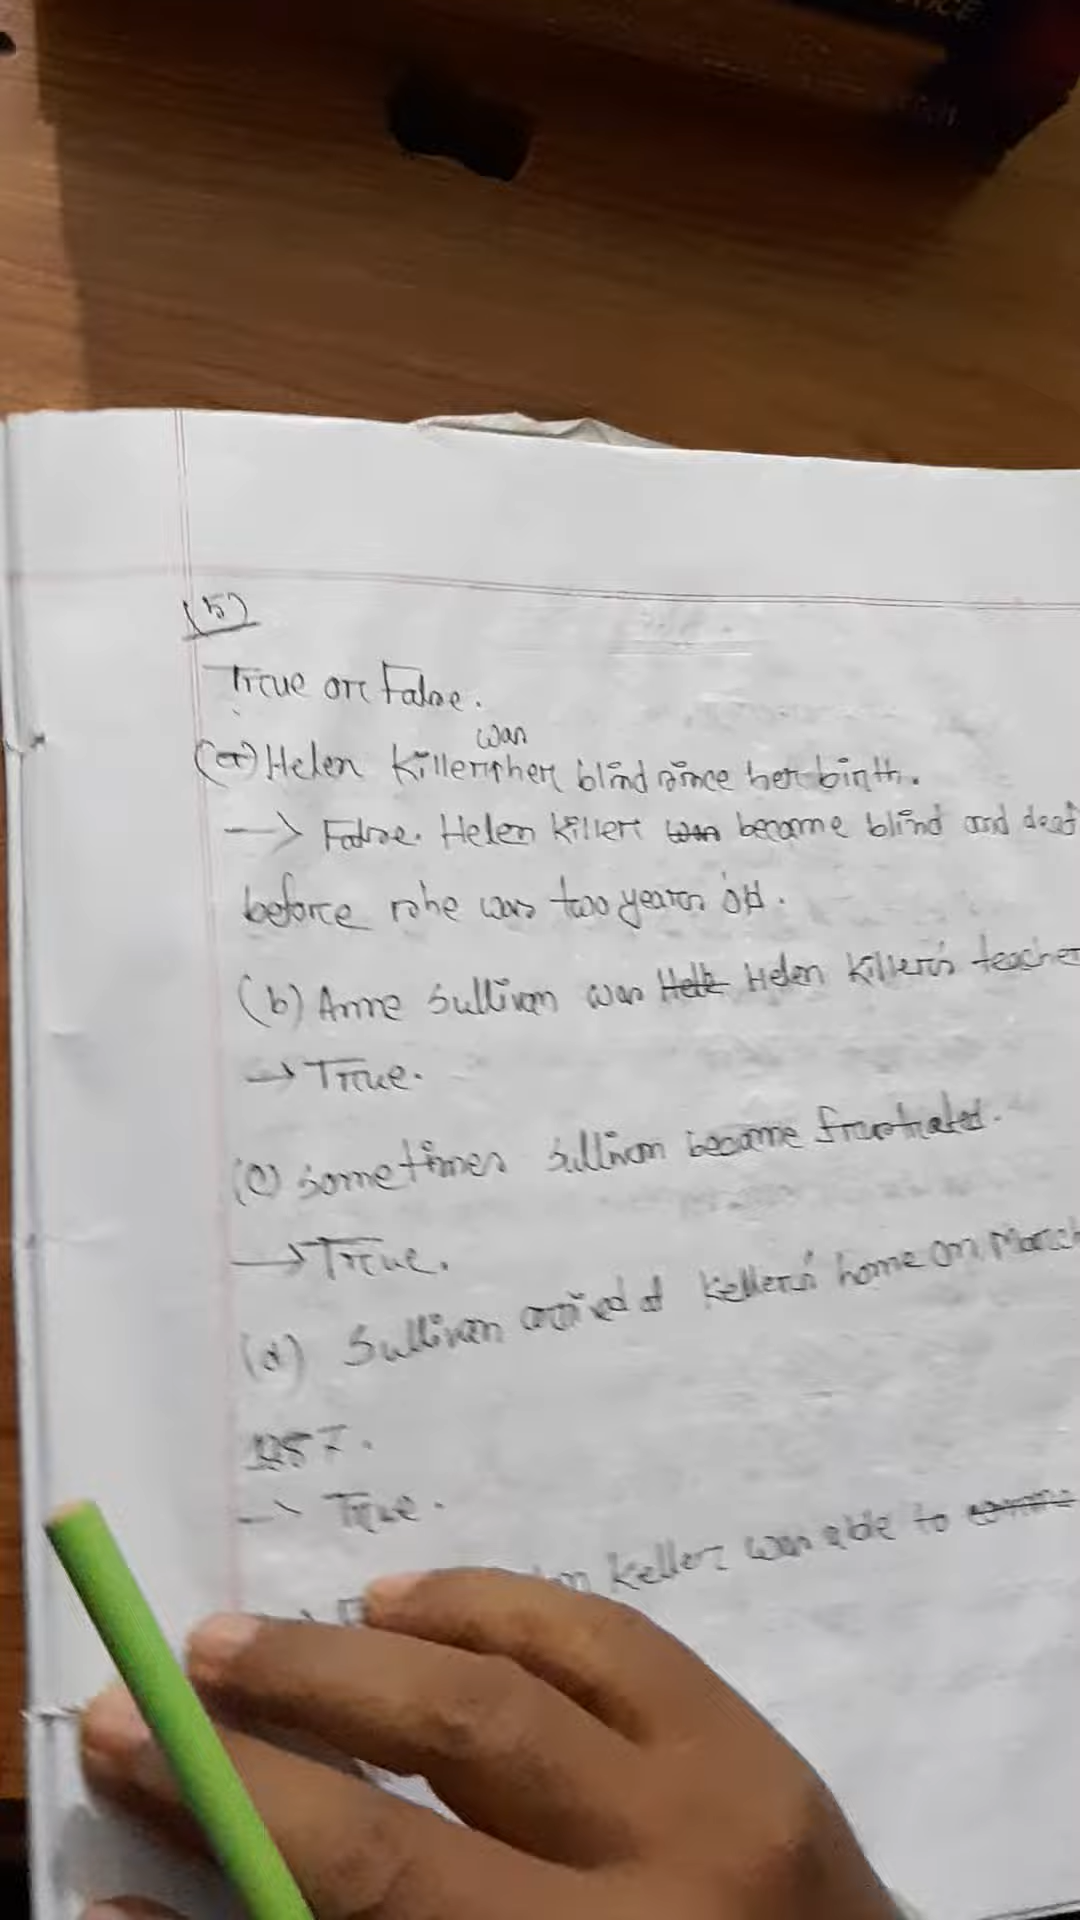 (5)
True or False.
was
(a) Helen Killer her blind since her birth.
→ False. Helen Killer was became blind and deaf
before she was two years old.
(b) Anne Sullivan was Hele Helen Killer's teacher
→ True.
(c) sometimes Sullivan became frustrated.
→ True.
(d) Sullivan arrived at Keller's home on March
→ True.
Keller was able to